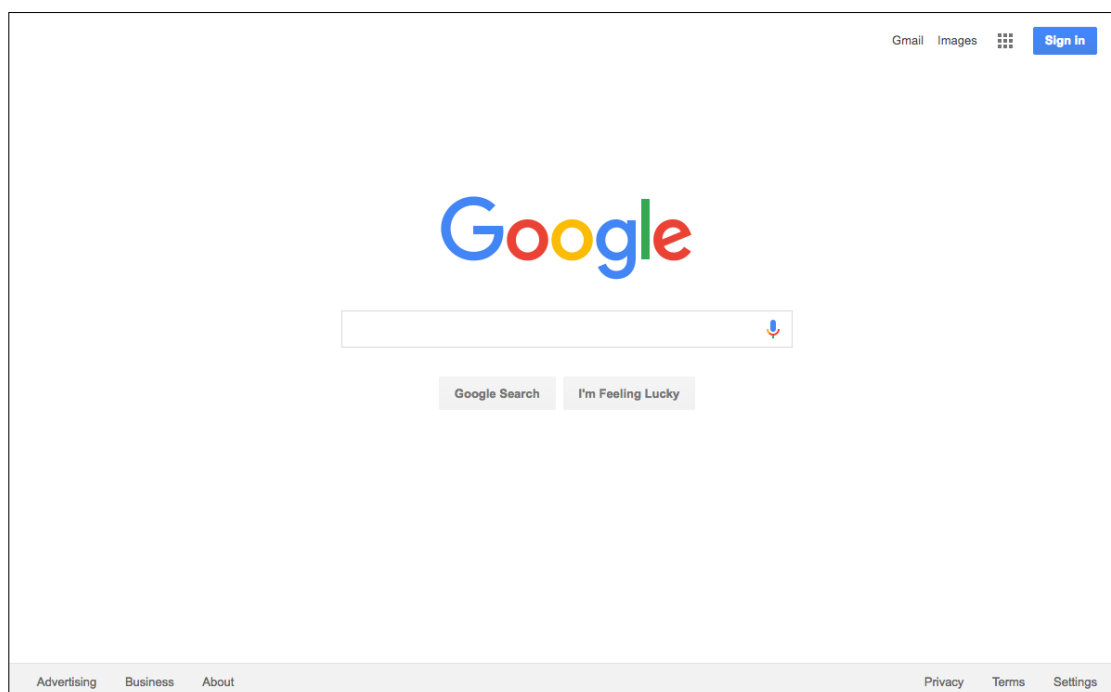 Gmail Images Sign in
Google
Google Search I'm Feeling Lucky
Advertising Business About Privacy Terms Settings